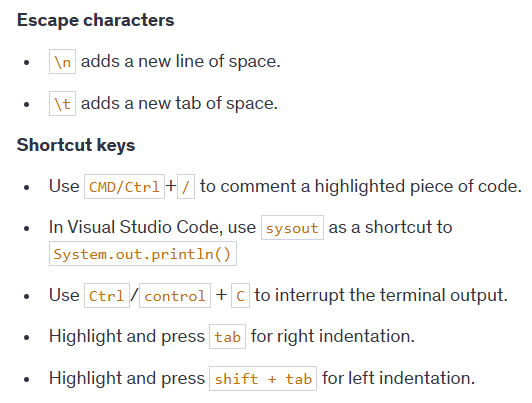 Escape characters
• \n adds a new line of space.
• \t adds a new tab of space.
Shortcut keys
• Use CMD/Ctrl + / to comment a highlighted piece of code.
• In Visual Studio Code, use sysout as a shortcut to
System.out.println()
• Use Ctrl / control + C to interrupt the terminal output.
• Highlight and press tab for right indentation.
• Highlight and press shift + tab for left indentation.